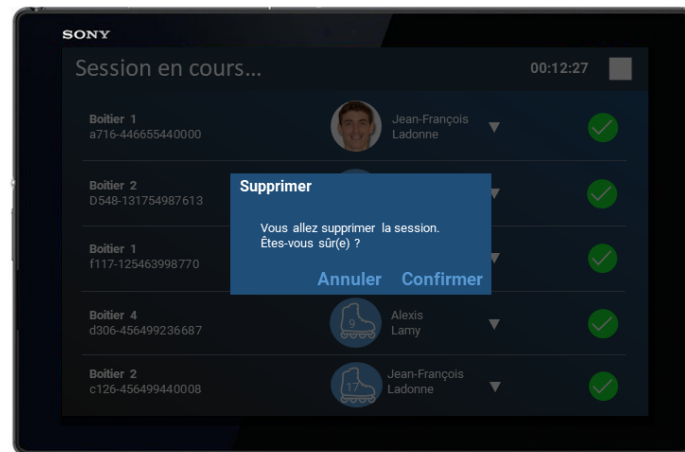 SONY
Session en cours...
00:12:27
Boitier 1
a716-446655440000
Jean-François
Ladonne
Boitier 2
D548-131754987613
Supprimer
Vous allez supprimer la session.
Êtes-vous sûr(e) ?
Annuler Confirmer
Boitier 1
f117-125463998770
Boitier 4
d306-456499236687
9
Alexis
Lamy
Boitier 2
c126-456499440008
17
Jean-François
Ladonne